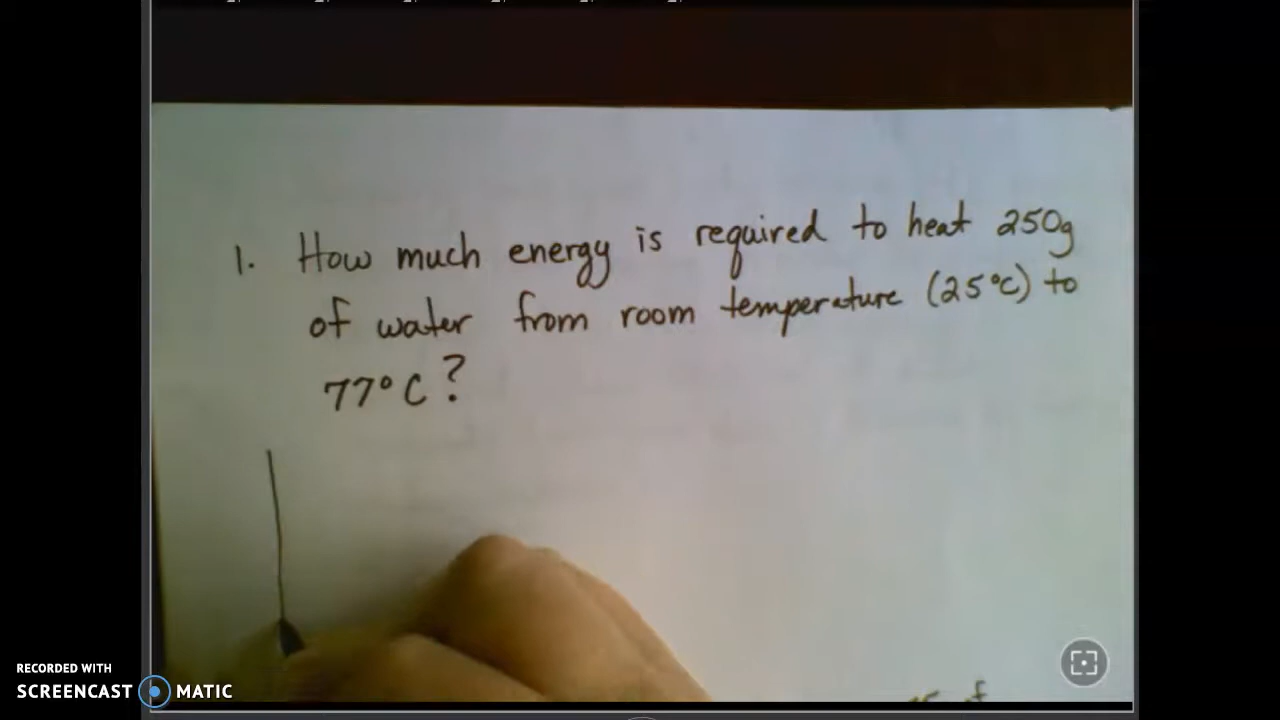 1. How much energy is required to heat 250g
of water from room temperature (25°C) to
77°C?
RECORDED WITH
SCREENCAST MATIC